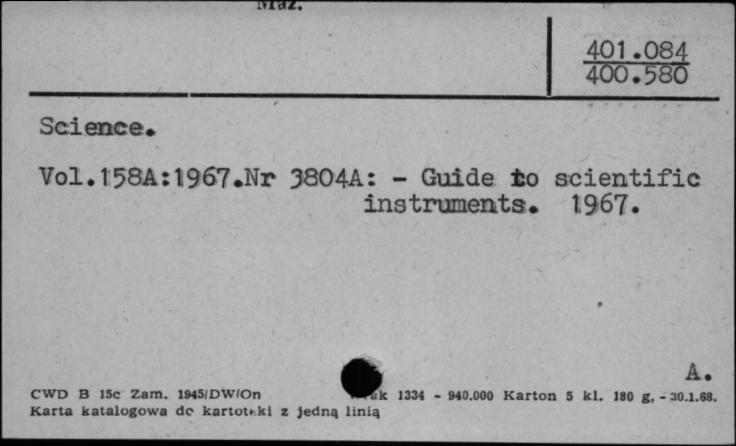 401.084
400.580
Science.
Vol.158A:1967.Nr 3804A: - Guide to scientific
instruments. 1967.
A.
CWD B 15c Zam. 1945/DW/On 1334 - 940.000 Karton 5 kl. 180 g. - 30.1.68.
Karta katalogowa do kartoteki z jedną linią